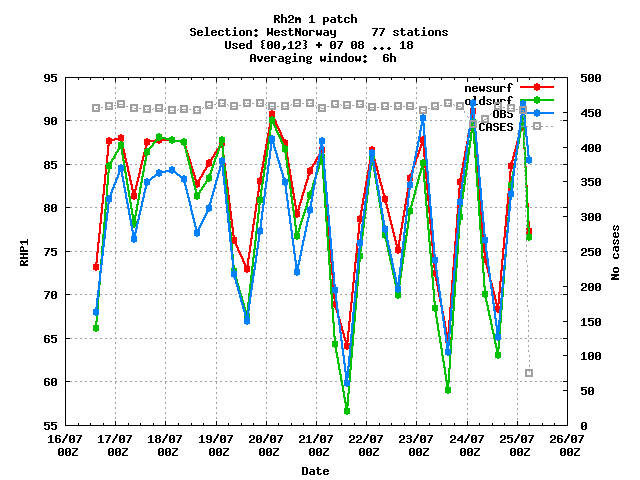 Rh2m 1 patch
Selection: WestNorway     77 stations
Used {00,12} + 07 08 ... 18
Averaging window:  6h
95
90
85
80
75
70
65
60
55
RHP1
500
450
400
350
300
250
200
150
100
50
0
No cases
newsurf
oldsurf
OBS
CASES
16/07 17/07 18/07 19/07 20/07 21/07 22/07 23/07 24/07 25/07 26/07
00Z 00Z 00Z 00Z 00Z 00Z 00Z 00Z 00Z 00Z 00Z
Date